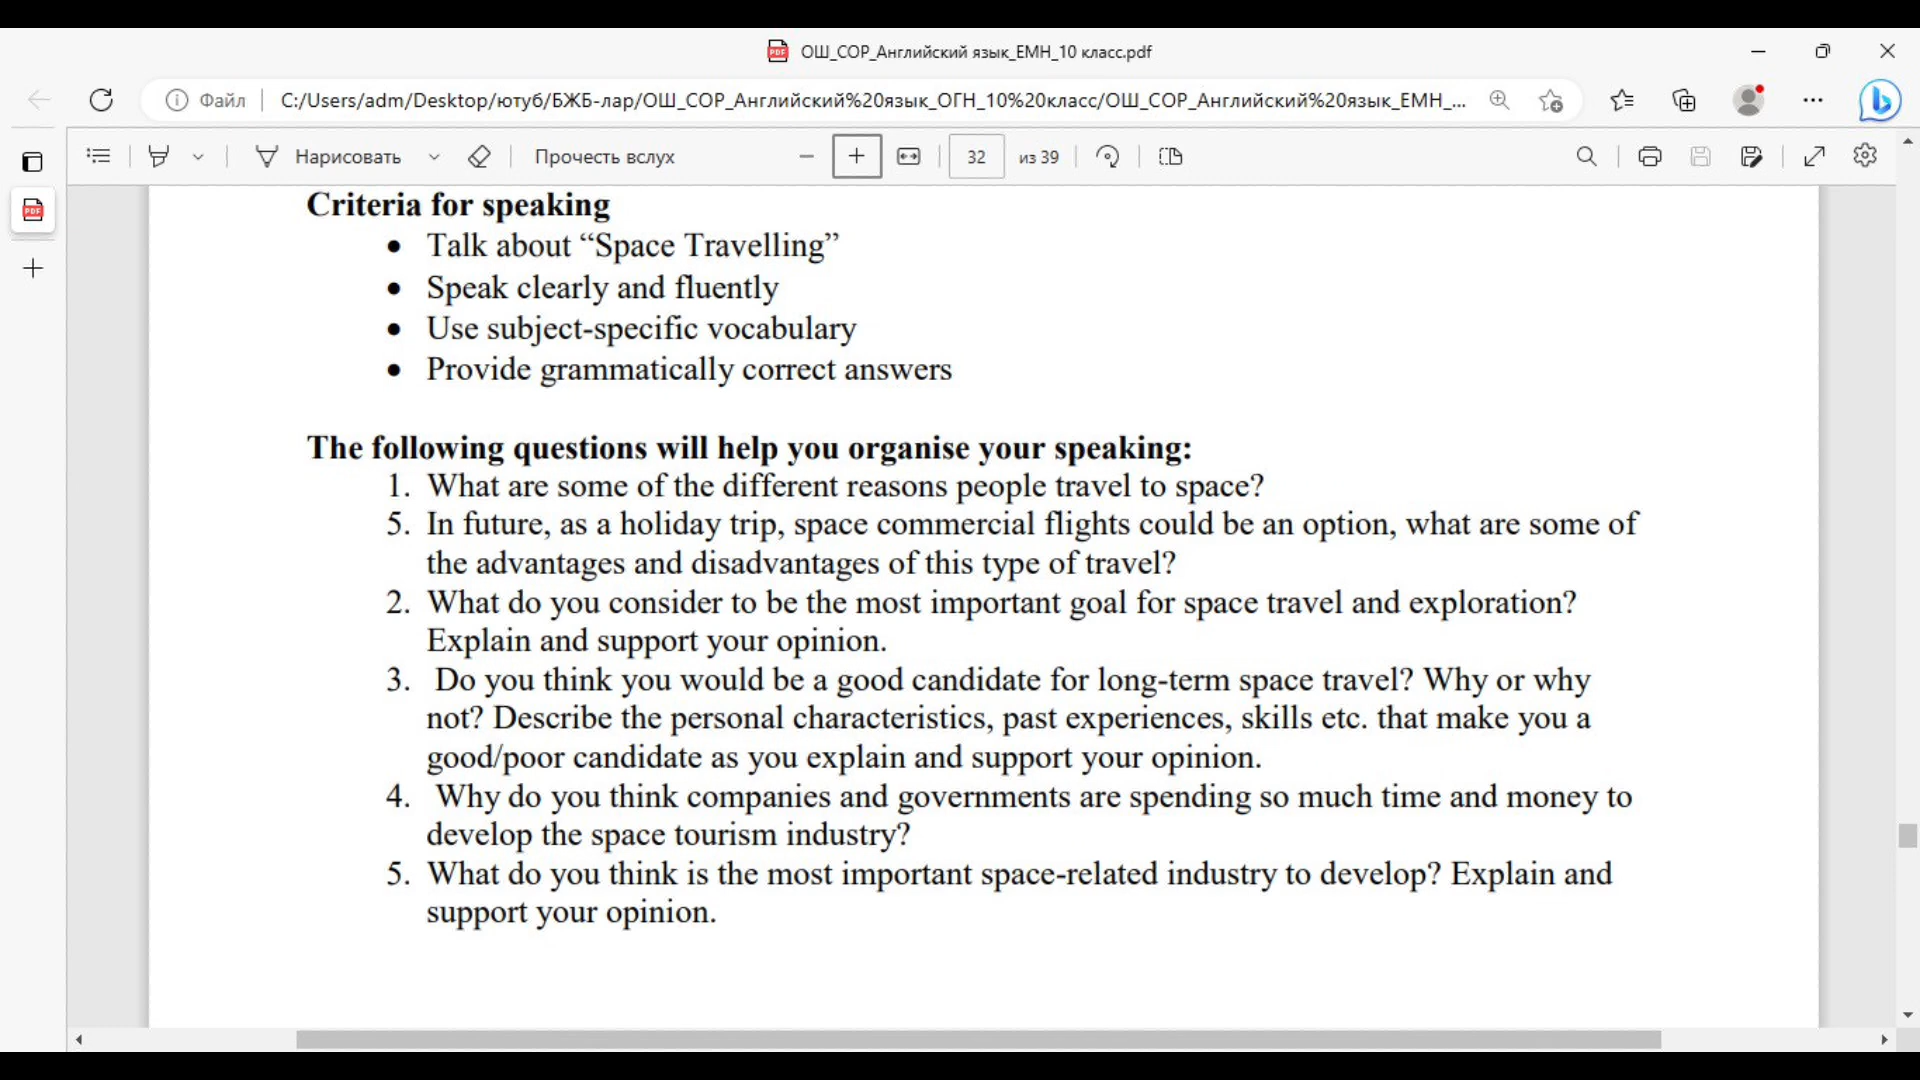 ОШ_СОР_Английский язык_ЕМН_10 класс.pdf
Файл C:/Users/adm/Desktop/ютуб/БЖБ-лар/ОШ_СОР_Английский%20язык_ОГН_10%20класс/ОШ_СОР_Английский%20язык_ЕМН_...
Нарисовать Прочесть вслух 32 из 39
Criteria for speaking
• Talk about “Space Travelling”
• Speak clearly and fluently
• Use subject-specific vocabulary
• Provide grammatically correct answers
The following questions will help you organise your speaking:
1. What are some of the different reasons people travel to space?
5. In future, as a holiday trip, space commercial flights could be an option, what are some of
the advantages and disadvantages of this type of travel?
2. What do you consider to be the most important goal for space travel and exploration?
Explain and support your opinion.
3. Do you think you would be a good candidate for long-term space travel? Why or why
not? Describe the personal characteristics, past experiences, skills etc. that make you a
good/poor candidate as you explain and support your opinion.
4. Why do you think companies and governments are spending so much time and money to
develop the space tourism industry?
5. What do you think is the most important space-related industry to develop? Explain and
support your opinion.